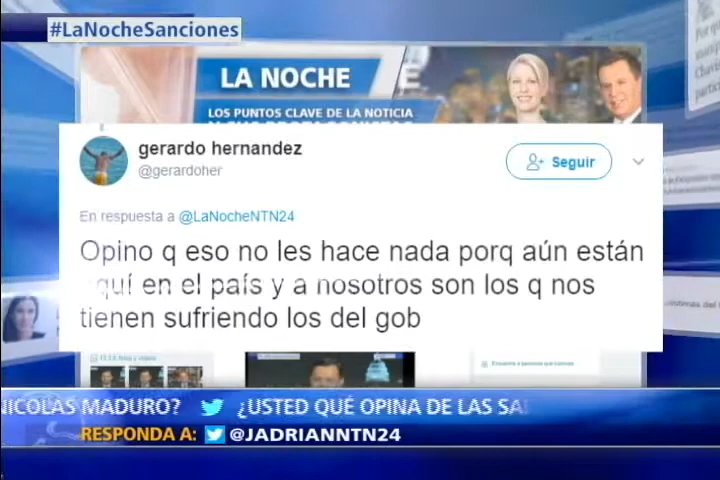 #LaNocheSanciones
LA NOCHE
LOS PUNTOS CLAVE DE LA NOTICIA
gerardo hernandez
@gerardoher
Seguir
En respuesta a @LaNocheNTN24
Opino q eso no les hace nada porq aún están
aquí en el país y a nosotros son los q nos
tienen sufriendo los del gob
NICOLAS MADURO? ¿USTED QUÉ OPINA DE LAS SA
RESPONDA A: @JADRIANNTN24